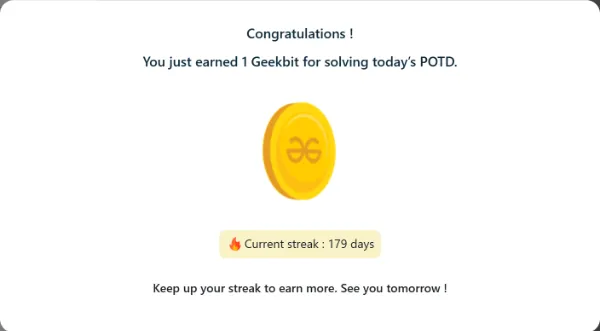 Congratulations !
You just earned 1 Geekbit for solving today’s POTD.
Current streak : 179 days
Keep up your streak to earn more. See you tomorrow !